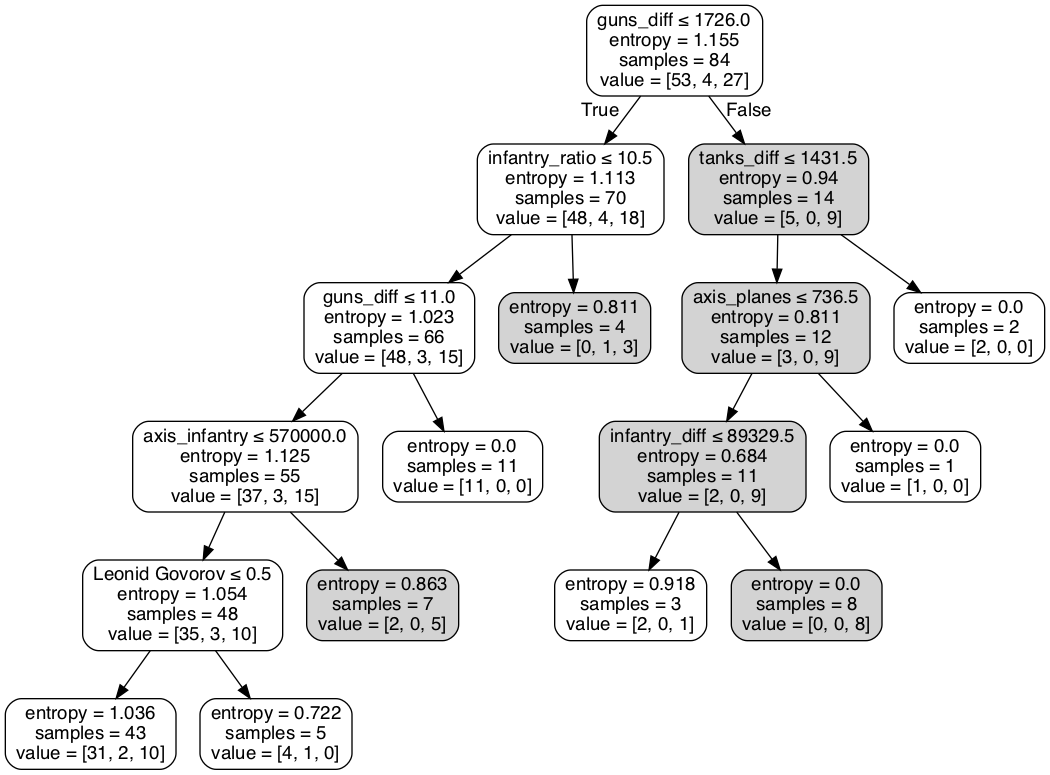 guns_diff ≤ 1726.0
entropy = 1.155
samples = 84
value = [53, 4, 27]
True
False
infantry_ratio ≤ 10.5
entropy = 1.113
samples = 70
value = [48, 4, 18]
tanks_diff ≤ 1431.5
entropy = 0.94
samples = 14
value = [5, 0, 9]
guns_diff ≤ 11.0
entropy = 1.023
samples = 66
value = [48, 3, 15]
entropy = 0.811
samples = 4
value = [0, 1, 3]
axis_planes ≤ 736.5
entropy = 0.811
samples = 12
value = [3, 0, 9]
entropy = 0.0
samples = 2
value = [2, 0, 0]
axis_infantry ≤ 570000.0
entropy = 1.125
samples = 55
value = [37, 3, 15]
entropy = 0.0
samples = 11
value = [11, 0, 0]
infantry_diff ≤ 89329.5
entropy = 0.684
samples = 11
value = [2, 0, 9]
entropy = 0.0
samples = 1
value = [1, 0, 0]
Leonid Govorov ≤ 0.5
entropy = 1.054
samples = 48
value = [35, 3, 10]
entropy = 0.863
samples = 7
value = [2, 0, 5]
entropy = 0.918
samples = 3
value = [2, 0, 1]
entropy = 0.0
samples = 8
value = [0, 0, 8]
entropy = 1.036
samples = 43
value = [31, 2, 10]
entropy = 0.722
samples = 5
value = [4, 1, 0]